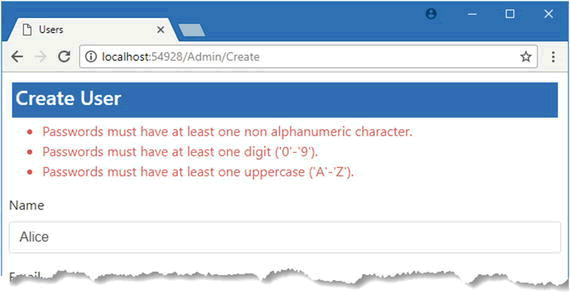 Users
localhost:54928/Admin/Create
Create User
Passwords must have at least one non alphanumeric character.
Passwords must have at least one digit ('0'-'9').
Passwords must have at least one uppercase ('A'-'Z').
Name
Alice
Email